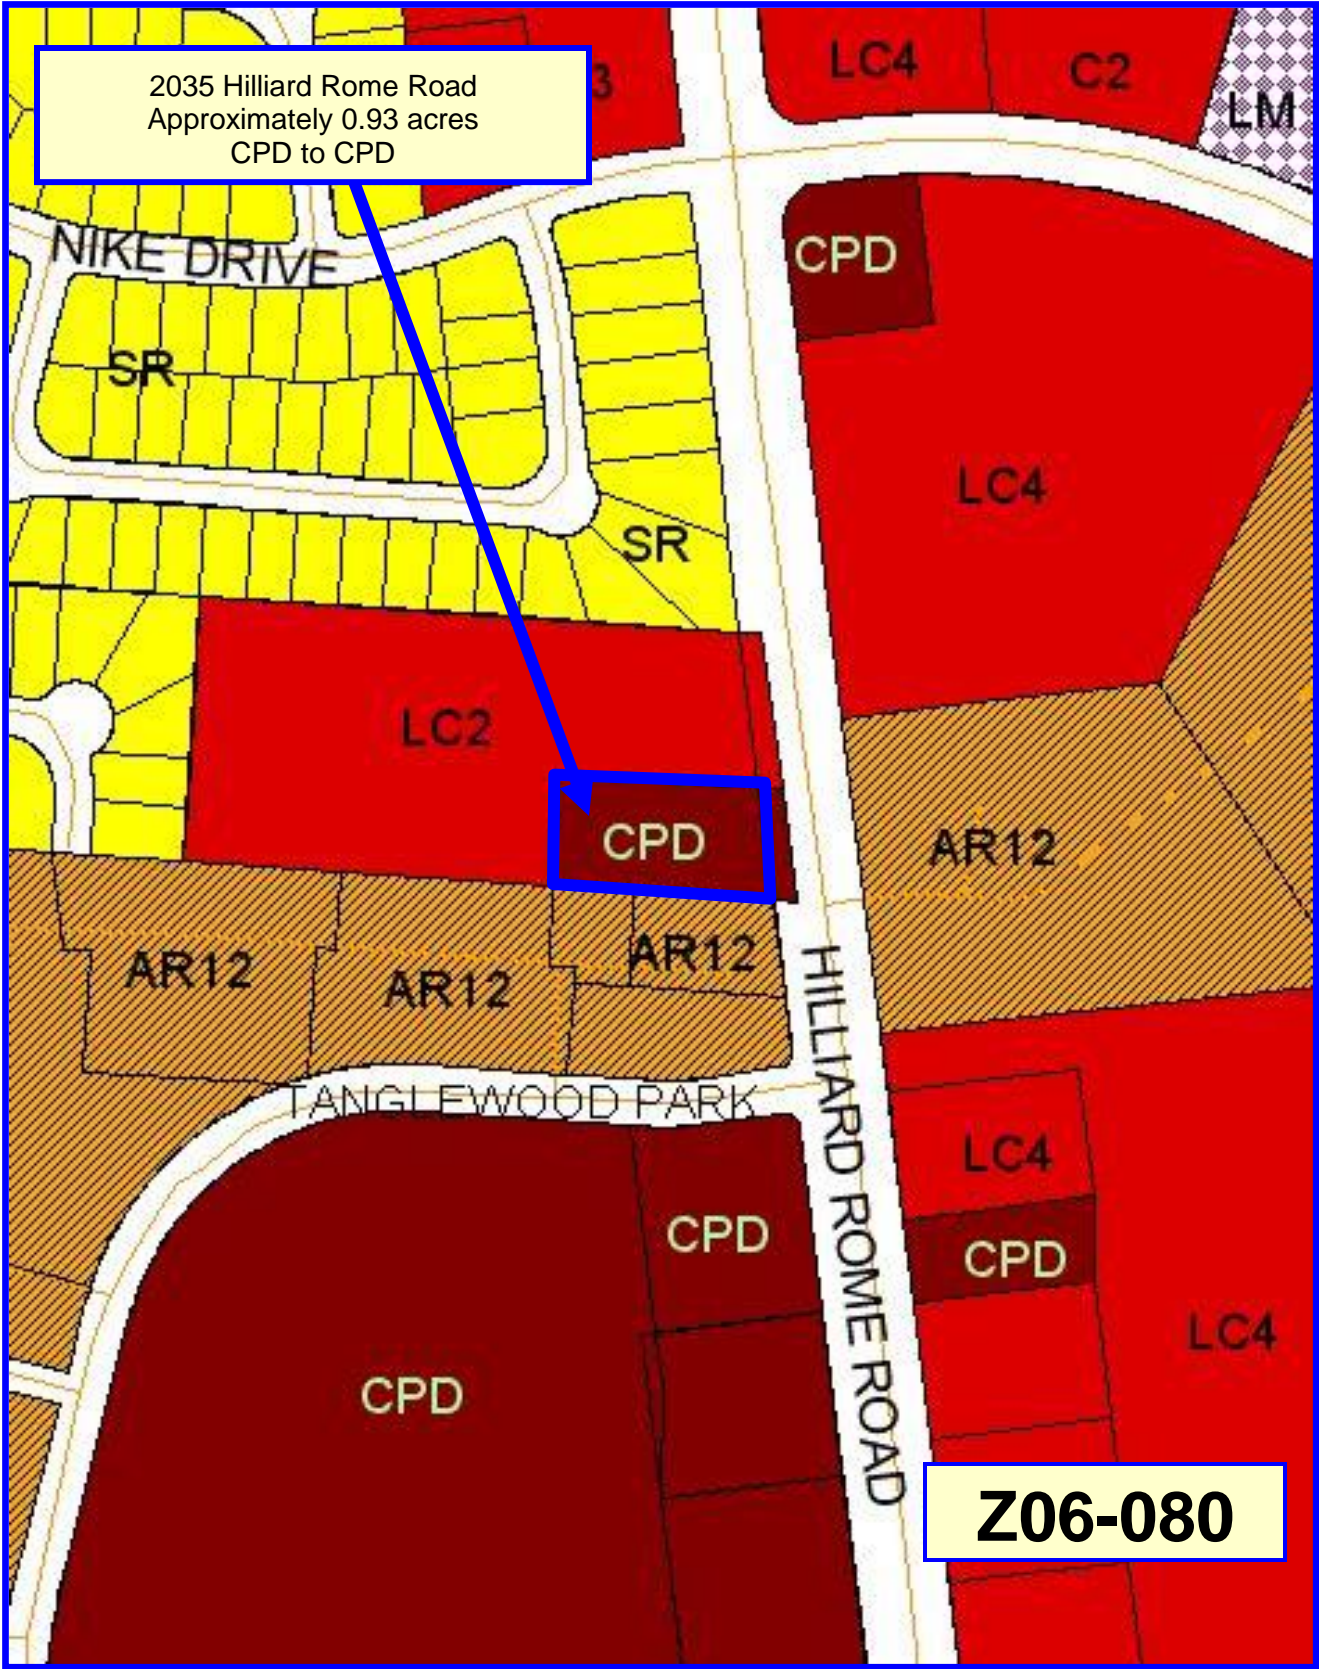 2035 Hilliard Rome Road
Approximately 0.93 acres
CPD to CPD
3
LC4
C2
LM
NIKE DRIVE
CPD
SR
LC4
SR
LC2
CPD
AR12
AR12
AR12
AR12
HILLIARD ROME ROAD
TANGLEWOOD PARK
LC4
CPD
CPD
LC4
CPD
Z06-080